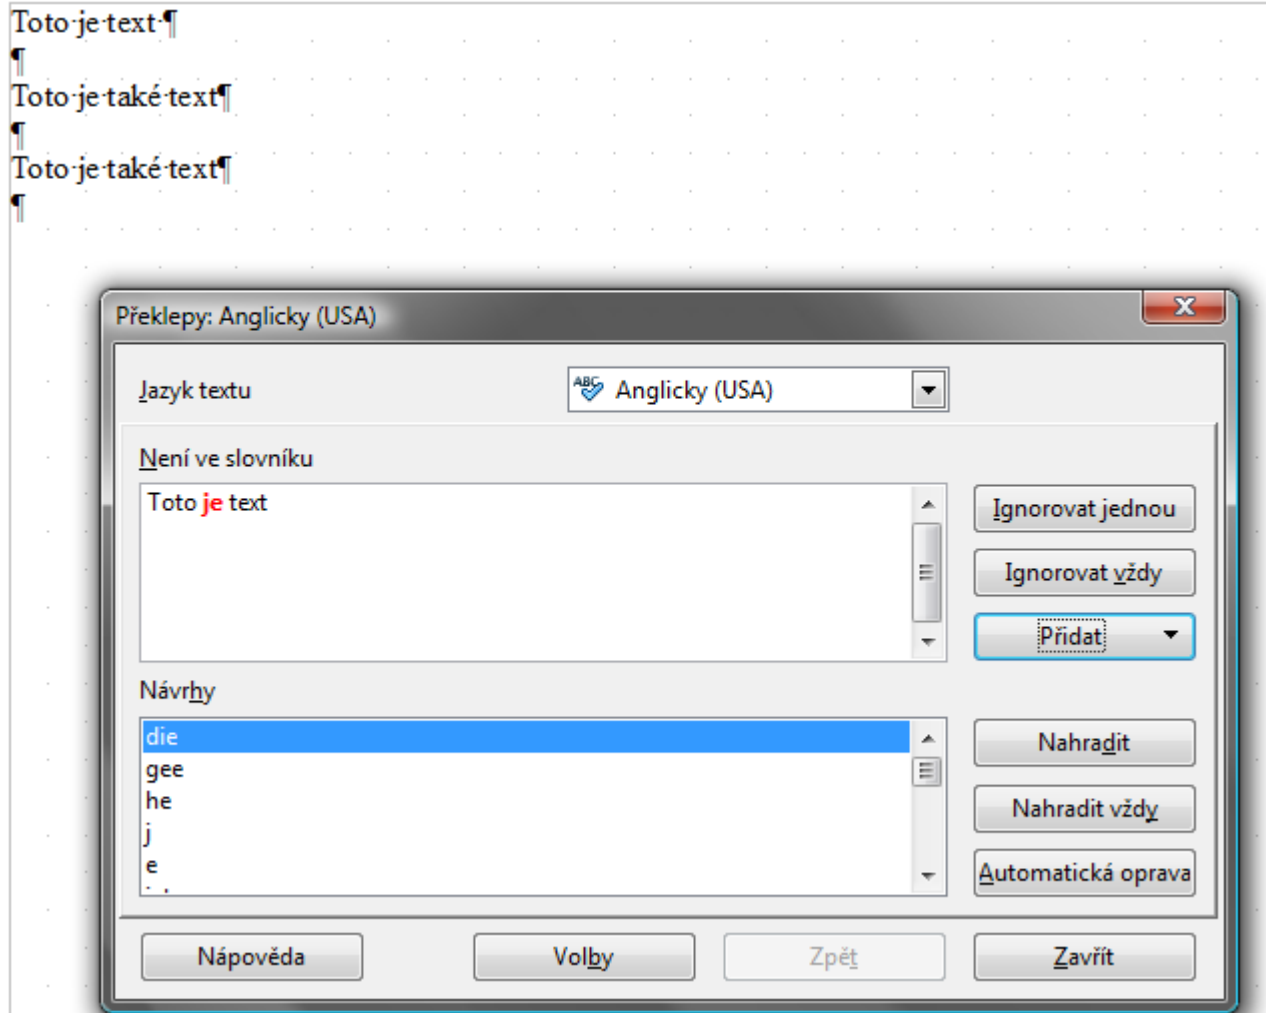 Toto je text ¶
¶
Toto je také text¶
¶
Toto je také text¶
¶
Překlepy: Anglicky (USA)
Jazyk textu
Anglicky (USA)
Není ve slovníku
Toto je text
Ignorovat jednou
Ignorovat vždy
Přidat
Návrhy
die
gee
he
j
e
Nahradit
Nahradit vždy
Automatická oprava
Nápověda
Volby
Zpět
Zavřít